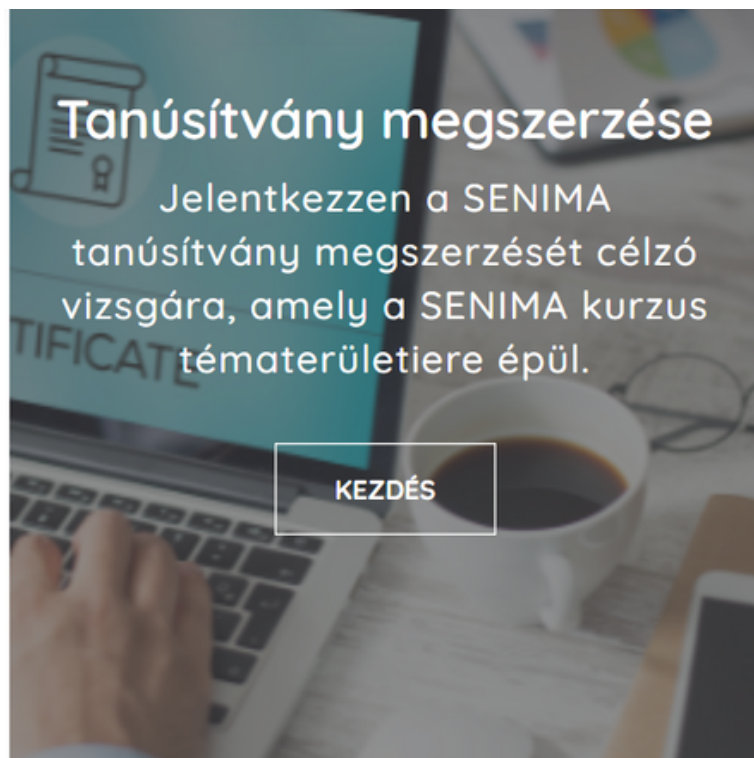 Tanúsítvány megszerzése
Jelentkezzen a SENIMA
tanúsítvány megszerzését célzó
vizsgára, amely a SENIMA kurzus
tématerületiere épül.
TIFICATE
KEZDÉS